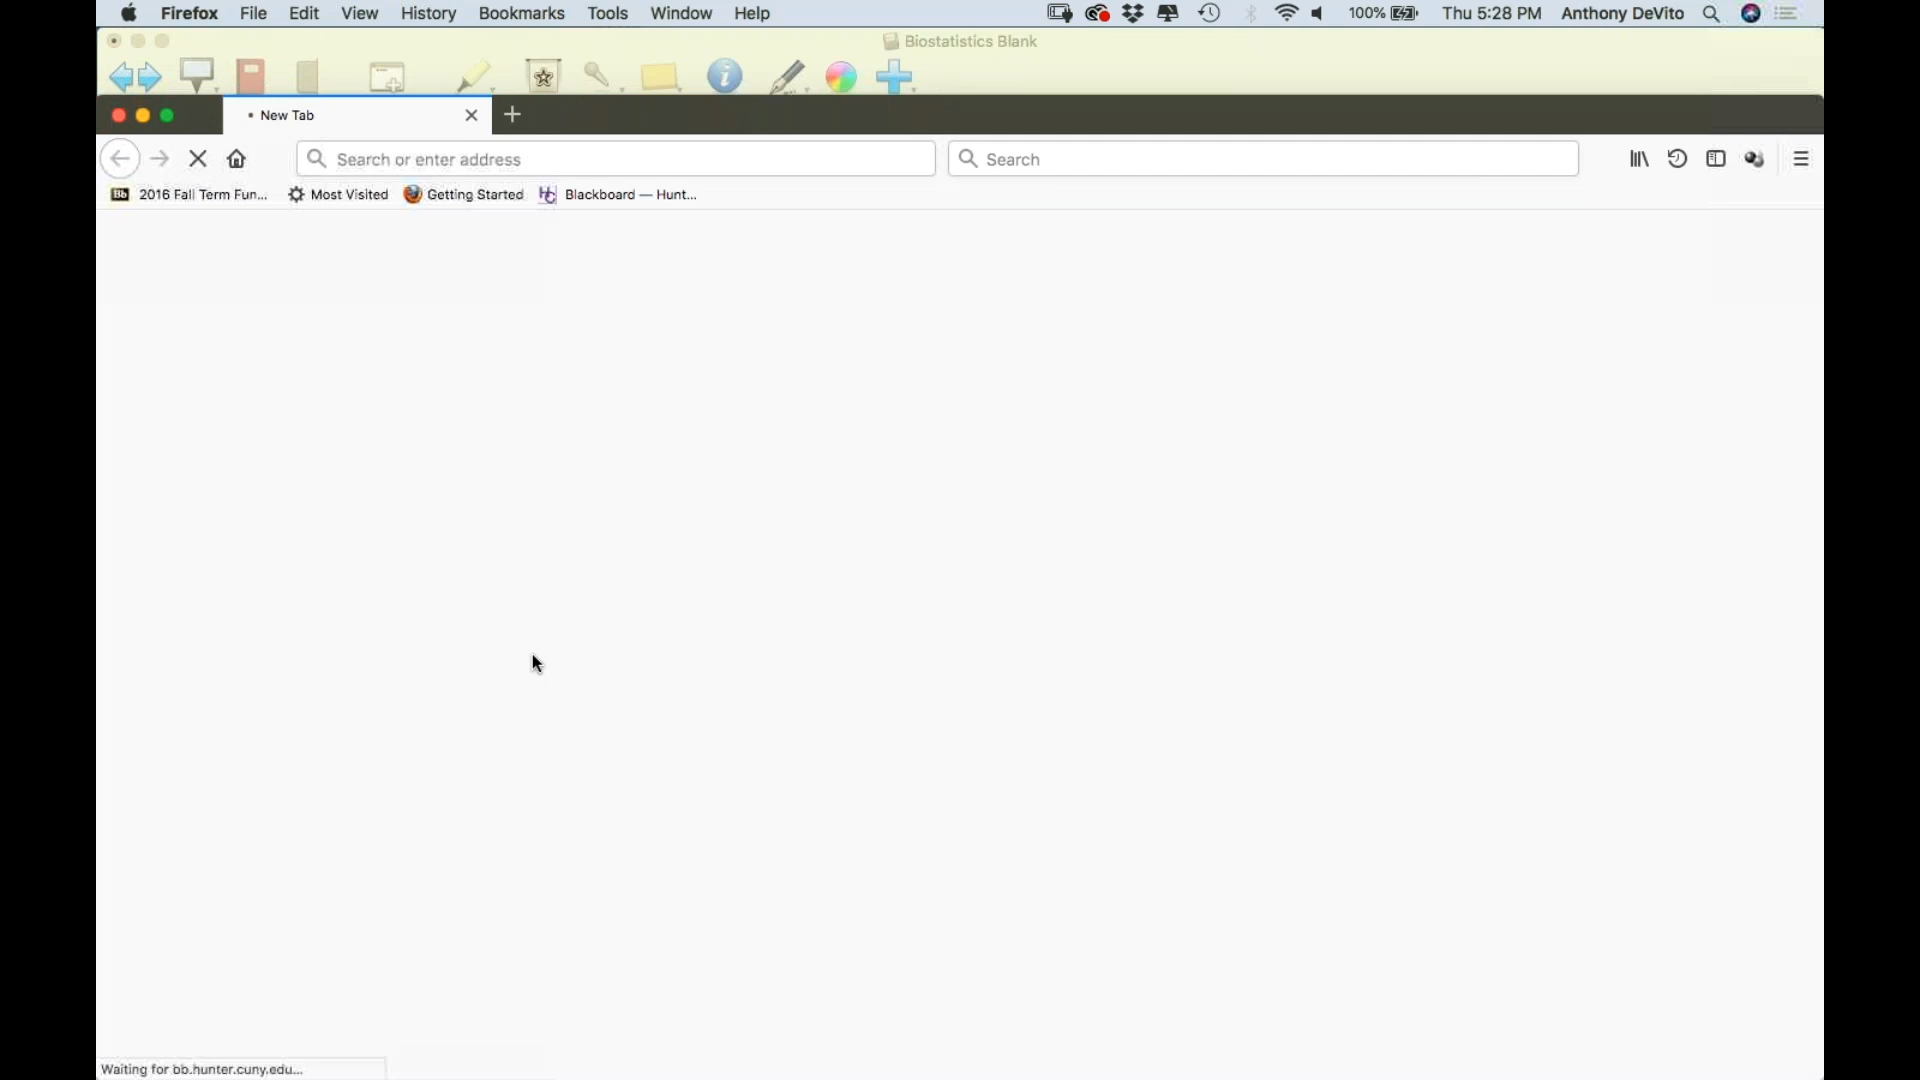 Firefox File Edit View History Bookmarks Tools Window Help 100% Thu 5:28 PM Anthony DeVito
Biostatistics Blank
New Tab
Search or enter address Search
Bb 2016 Fall Term Fun... Most Visited Getting Started HC Blackboard — Hunt...
Waiting for bb.hunter.cuny.edu...